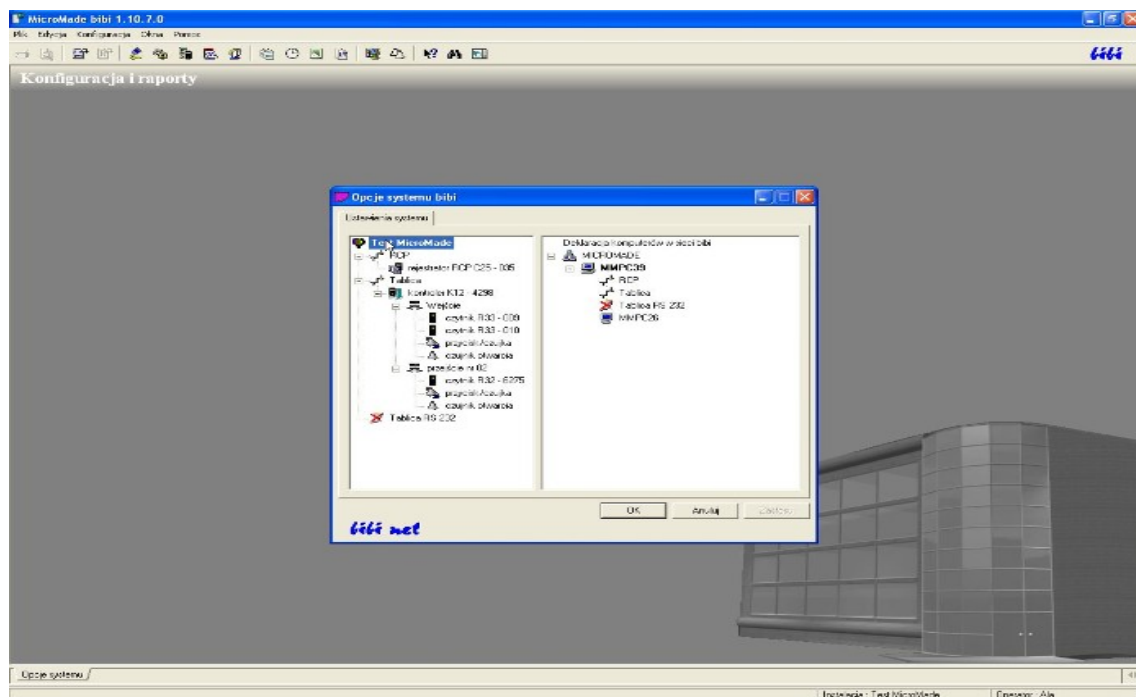 MicroMade bibi 1.10.7.0
Plik Edycja Konfiguracja Okna Pomoc
bibi
Konfiguracja i raporty
Opcje systemu bibi
Ustawienia systemu
Test MicroMade
RCP
rejestrator RCP C25 - 035
Tablica
kontroler K12 - 4298
Wejście
czytnik R33 - 009
czytnik R33 - 010
przycisk/czujka
czujnik otwarcia
przejście nr 02
czytnik R32 - 6275
przycisk/czujka
czujnik otwarcia
Tablica RS 232
Deklaracja komputerów w sieci bibi
MICROMADE
MMPC39
RCP
Tablica
Tablica RS 232
MMPC26
OK Anuluj Zastosuj
bibi net
Opcje systemu
Instalacja : Test MicroMade Operator : Ala